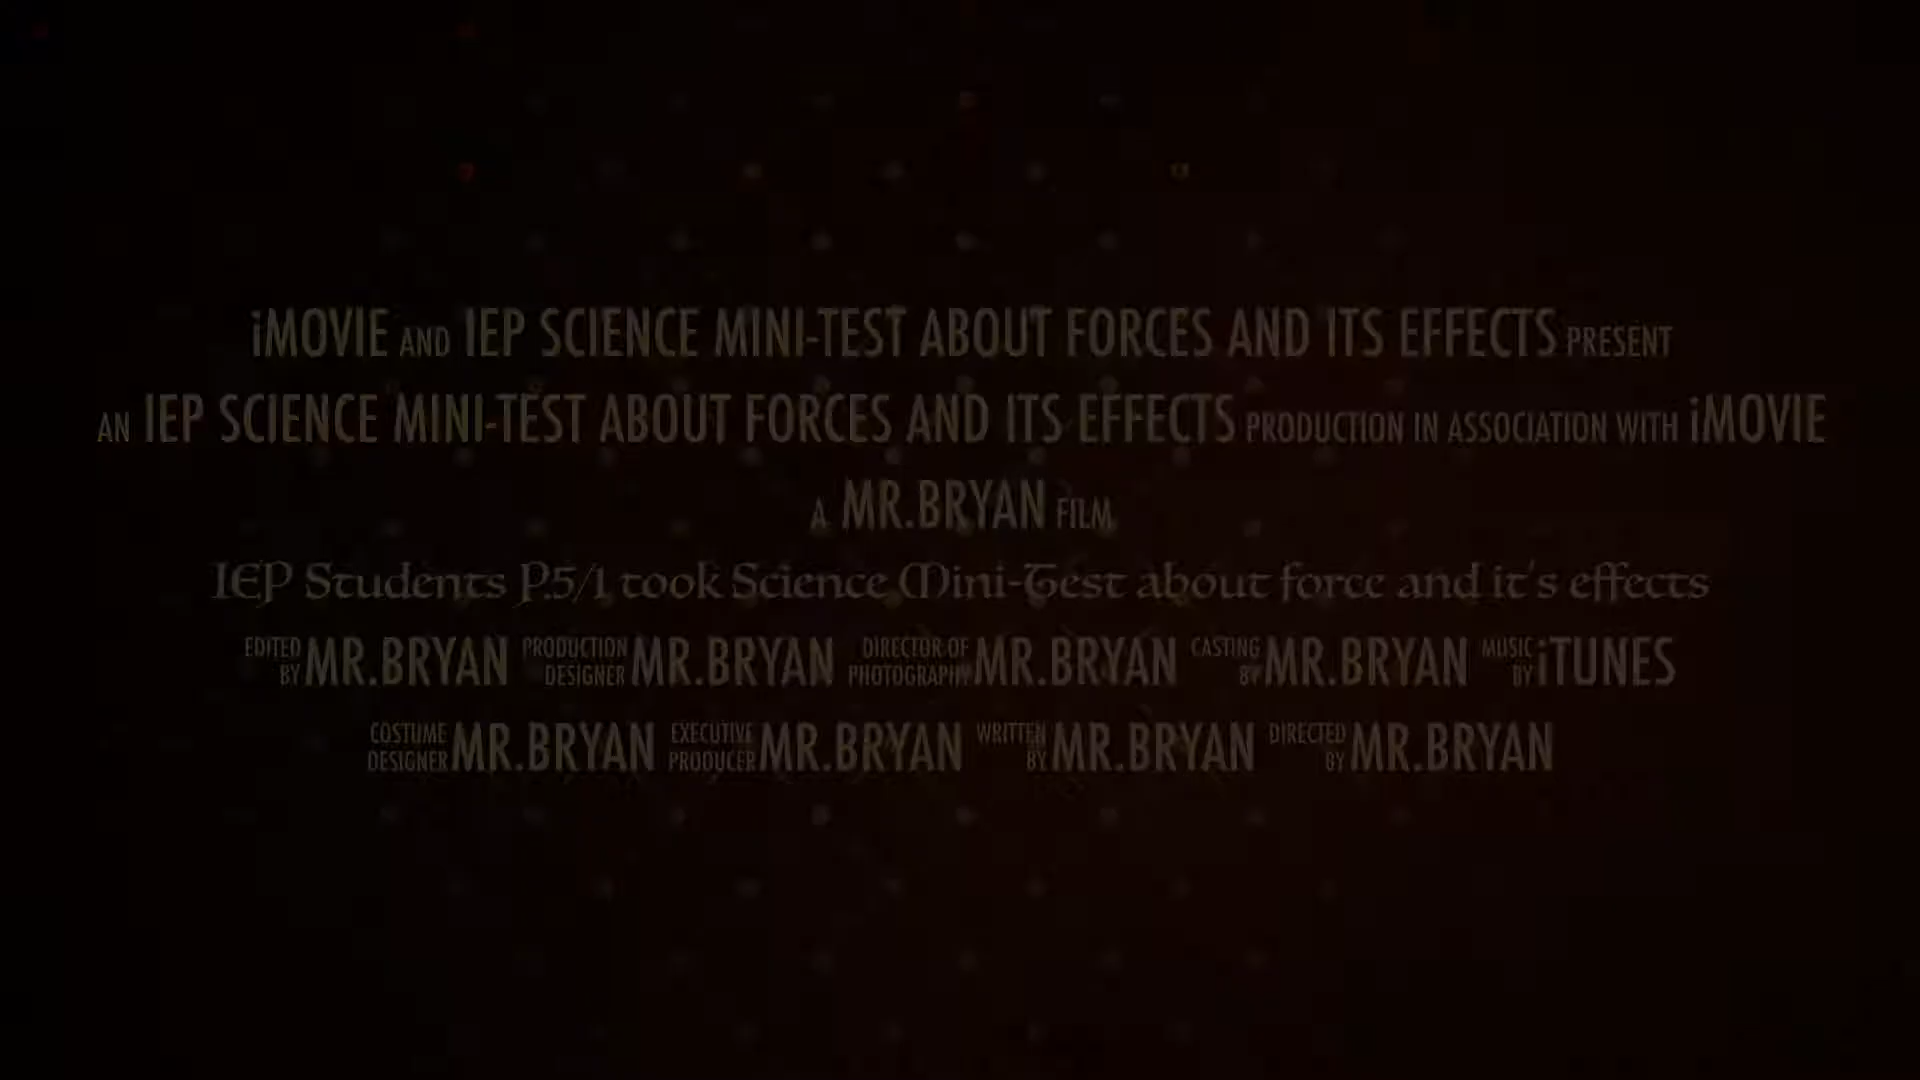 iMOVIE AND IEP SCIENCE MINI-TEST ABOUT FORCES AND ITS EFFECTS PRESENT
AN IEP SCIENCE MINI-TEST ABOUT FORCES AND ITS EFFECTS PRODUCTION IN ASSOCIATION WITH iMOVIE
A MR.BRYAN FILM
IEP Students P.5/1 took Science Mini-Test about force and it's effects
EDITED BY MR.BRYAN PRODUCTION DESIGNER MR.BRYAN DIRECTOR OF PHOTOGRAPHY MR.BRYAN CASTING BY MR.BRYAN MUSIC BY iTUNES
COSTUME DESIGNER MR.BRYAN EXECUTIVE PRODUCER MR.BRYAN WRITTEN BY MR.BRYAN DIRECTED BY MR.BRYAN